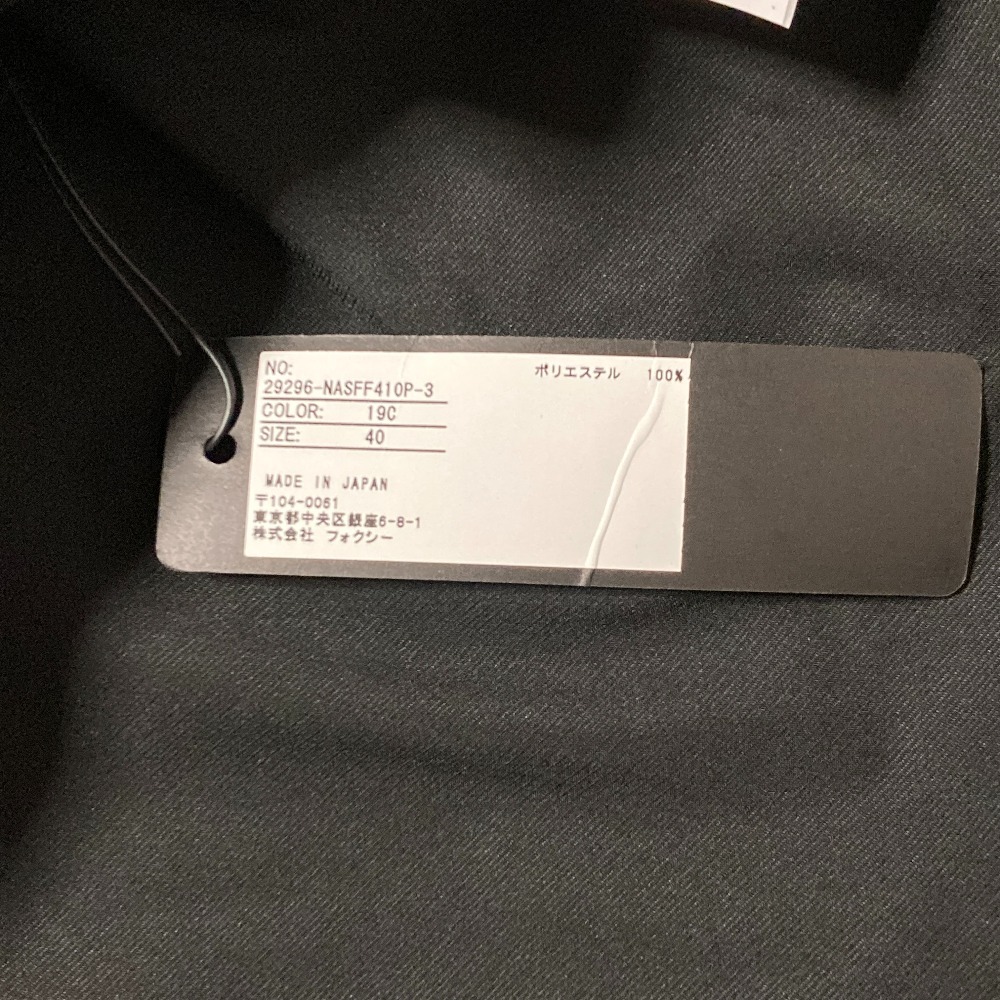 NO:
29296-NASFF410P-3
COLOR: 19C
SIZE: 40
ポリエステル 100%
MADE IN JAPAN
〒104-0061
東京都中央区銀座6-8-1
株式会社 フォクシー